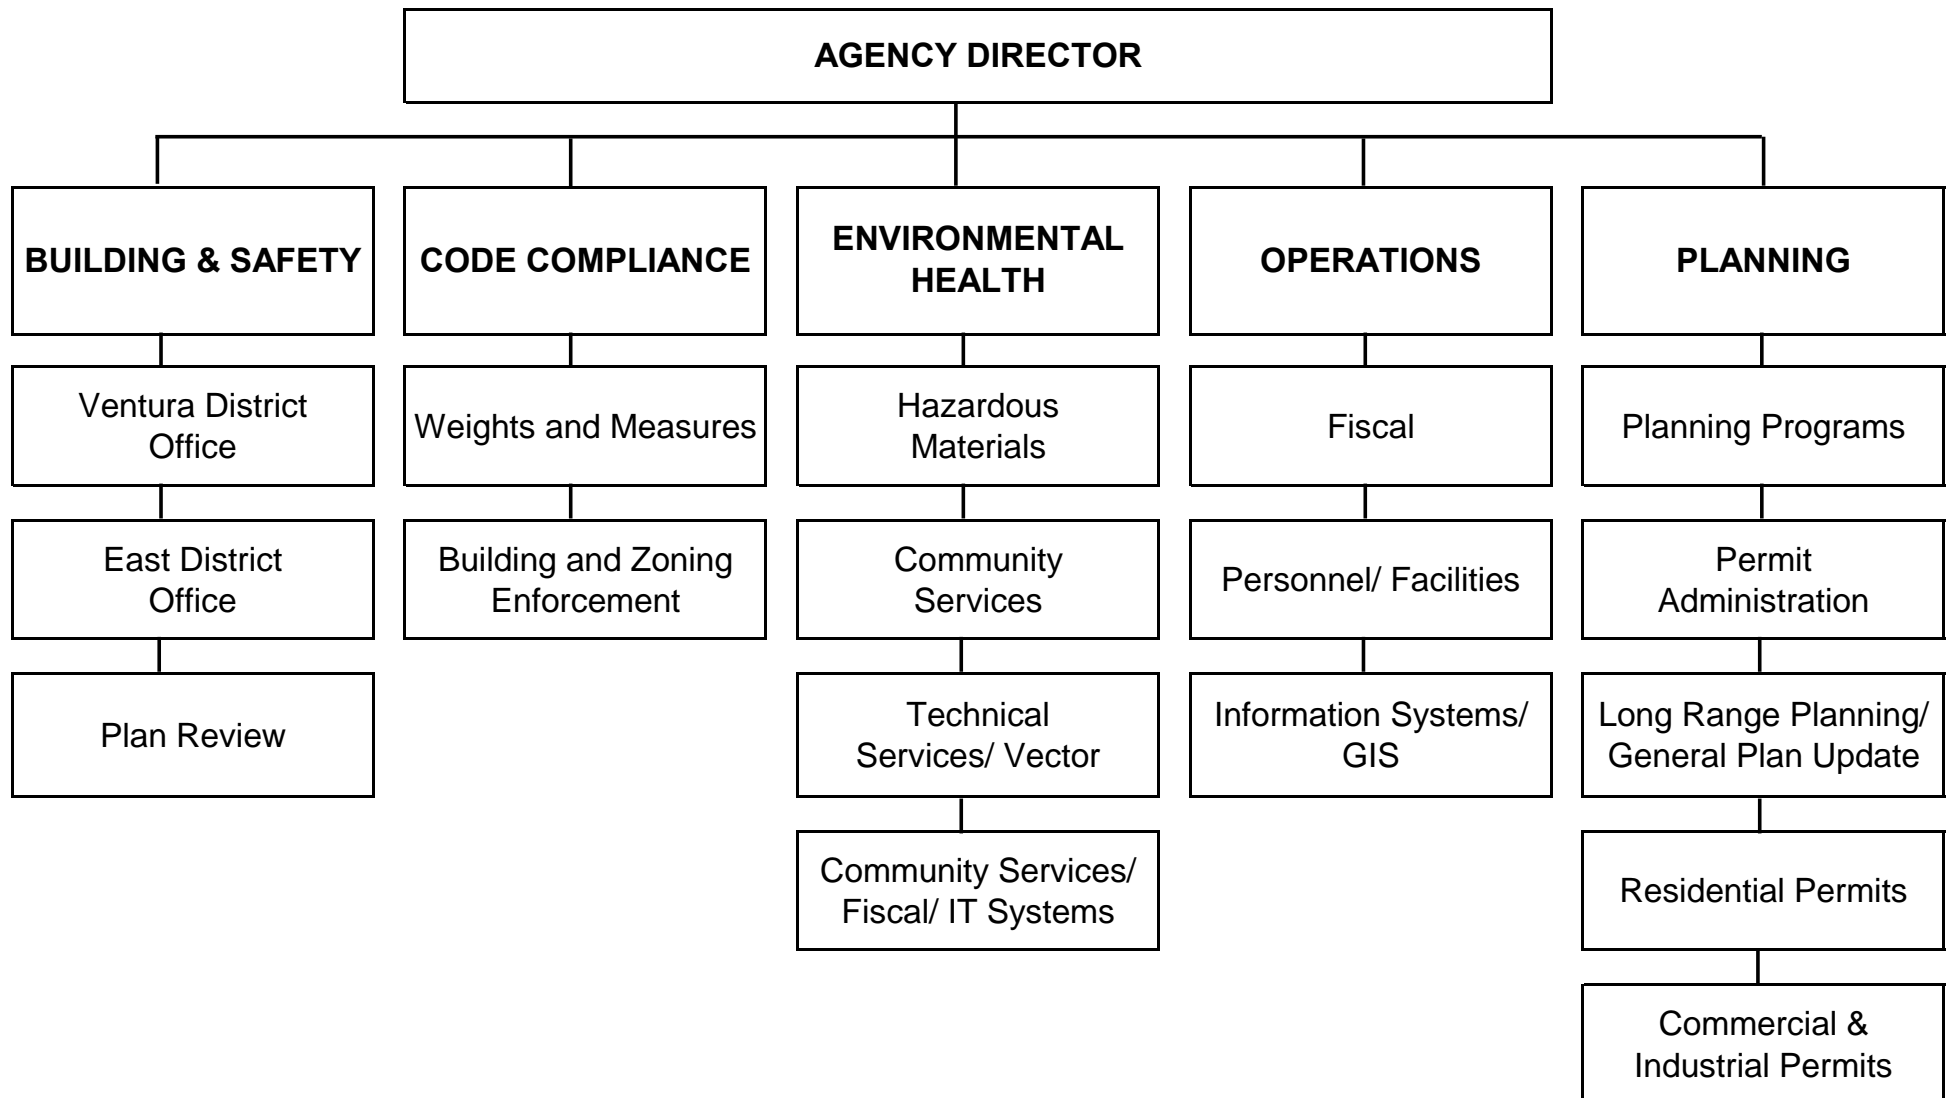 AGENCY DIRECTOR
BUILDING & SAFETY
CODE COMPLIANCE
ENVIRONMENTAL
HEALTH
OPERATIONS
PLANNING
Ventura District
Office
Weights and Measures
Hazardous
Materials
Fiscal
Planning Programs
East District
Office
Building and Zoning
Enforcement
Community
Services
Personnel/ Facilities
Permit
Administration
Plan Review
Technical
Services/ Vector
Information Systems/
GIS
Long Range Planning/
General Plan Update
Community Services/
Fiscal/ IT Systems
Residential Permits
Commercial &
Industrial Permits